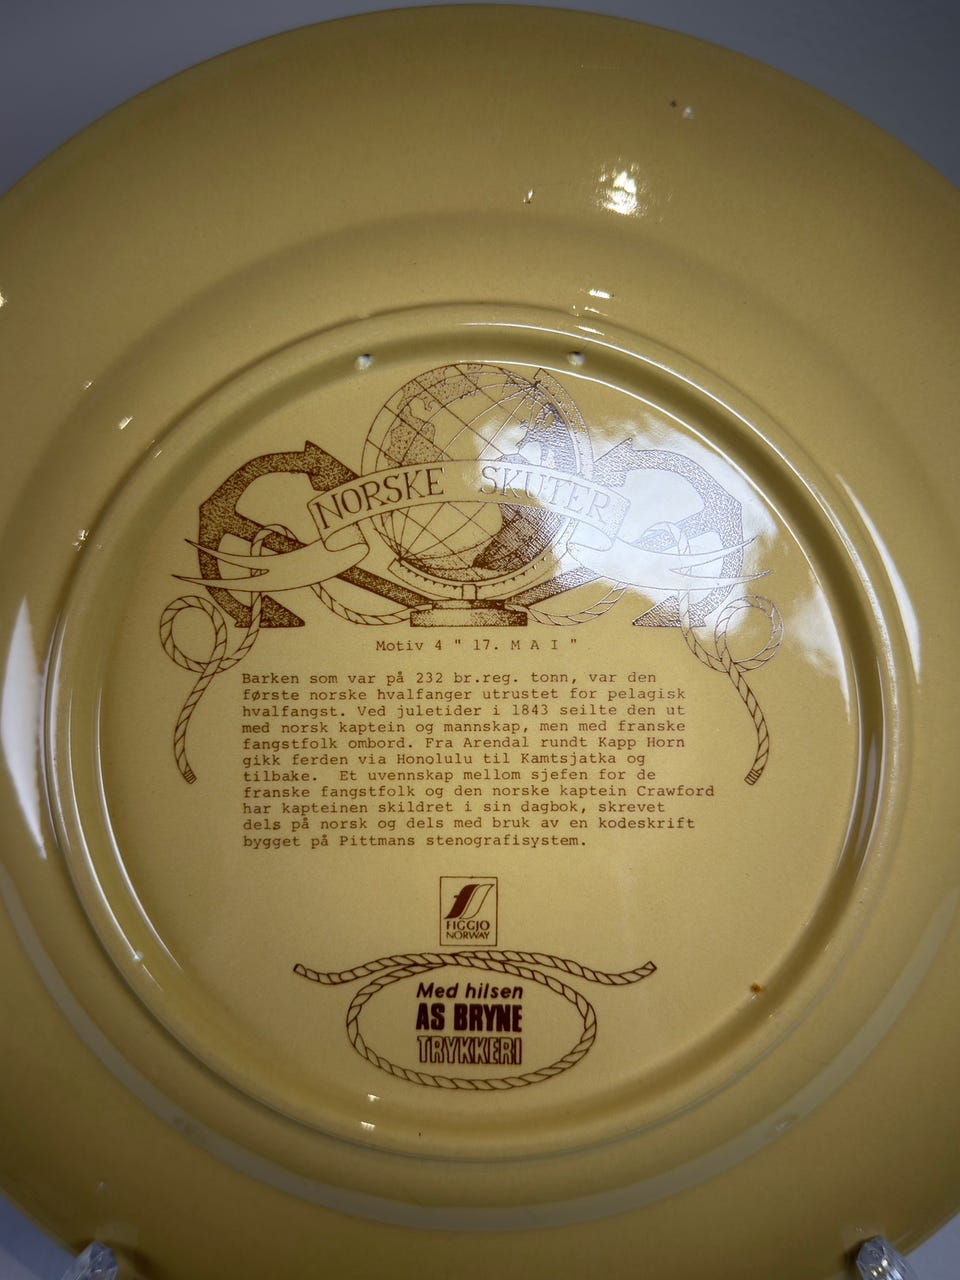 NORSKE SKUTER
Motiv 4 " 17. M A I "
Barken som var på 232 br.reg. tonn, var den
første norske hvalfanger utrustet for pelagisk
hvalfangst. Ved juletider i 1843 seilte den ut
med norsk kaptein og mannskap, men med franske
fangstfolk ombord. Fra Arendal rundt Kapp Horn
gikk ferden via Honolulu til Kamtsjatka og
tilbake. Et uvennskap mellom sjefen for de
franske fangstfolk og den norske kaptein Crawford
har kapteinen skildret i sin dagbok, skrevet
dels på norsk og dels med bruk av en kodeskrift
bygget på Pittmans stenografisystem.
FIGGJO
NORWAY
Med hilsen
AS BRYNE
TRYKKERI